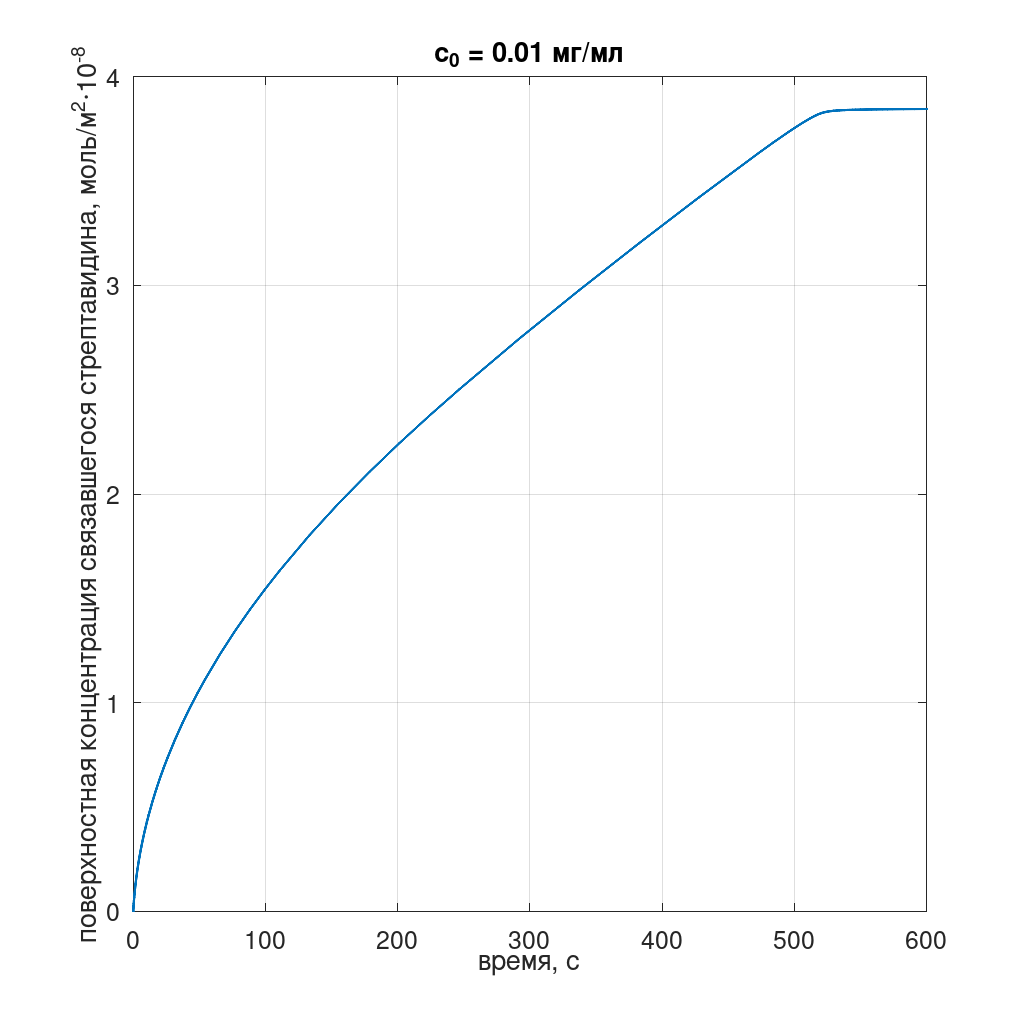 c₀ = 0.01 мг/мл
поверхностная концентрация связавшегося стрептавидина, моль/м²·10⁻⁸
4
3
2
1
0
0 100 200 300 400 500 600
время, с